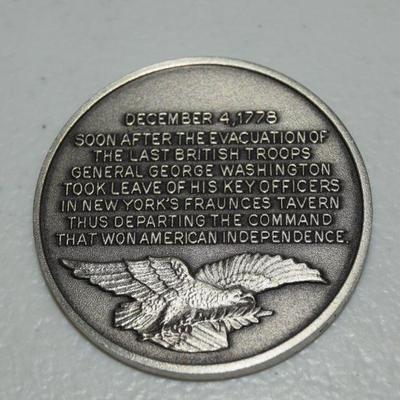 DECEMBER 4, 1778
SOON AFTER THE EVACUATION OF
THE LAST BRITISH TROOPS
GENERAL GEORGE WASHINGTON
TOOK LEAVE OF HIS KEY OFFICERS
IN NEW YORK'S FRAUNCES TAVERN
THUS DEPARTING THE COMMAND
THAT WON AMERICAN INDEPENDENCE.